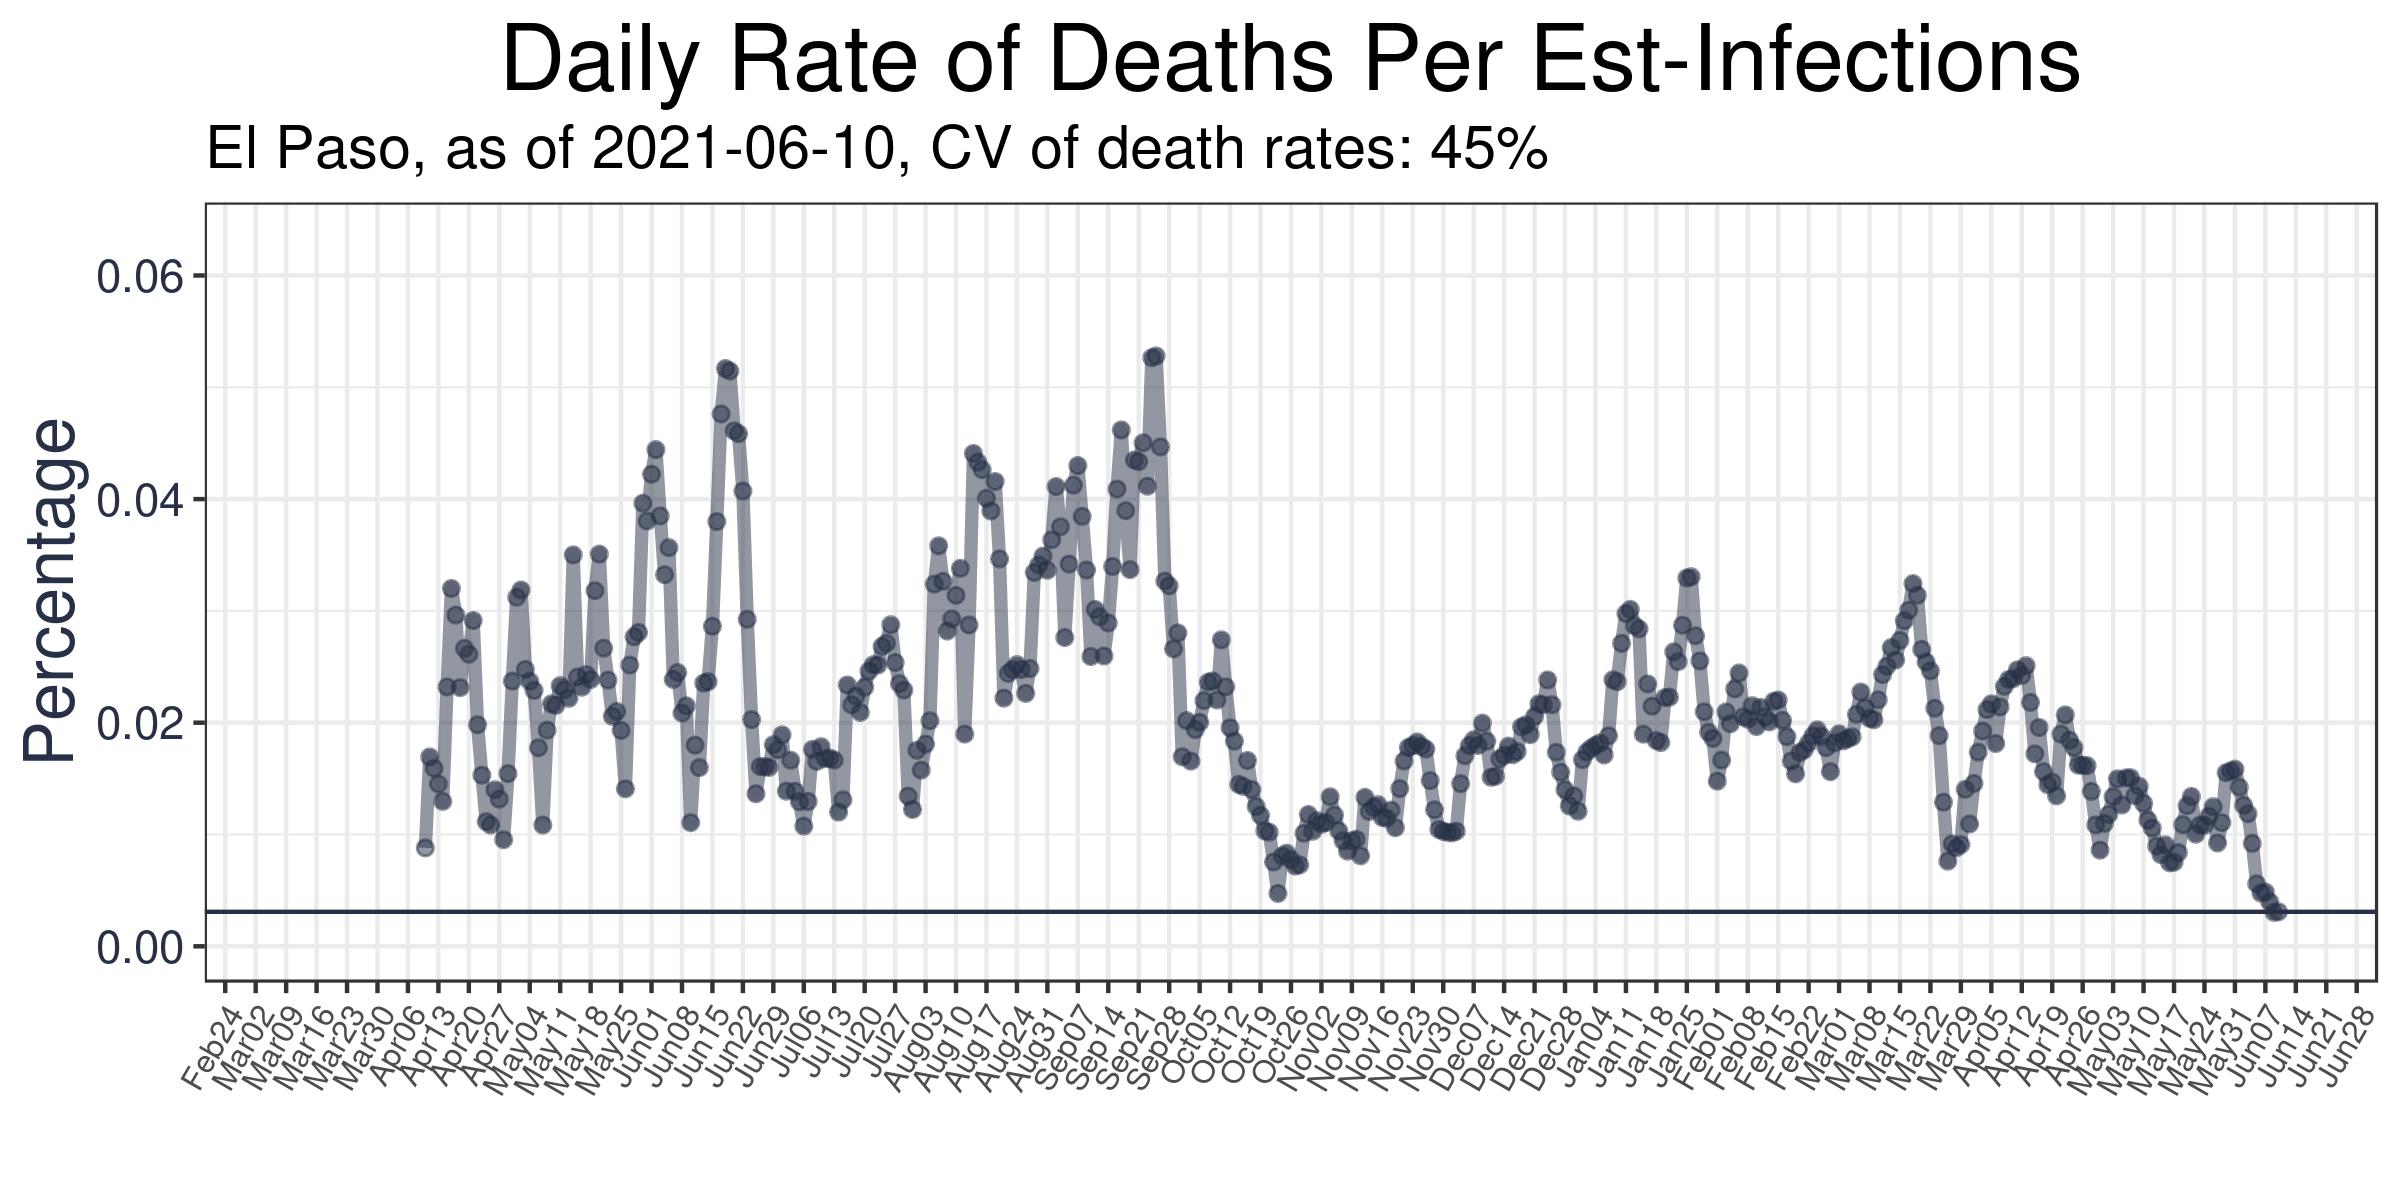 Daily Rate of Deaths Per Est-Infections
El Paso, as of 2021-06-10, CV of death rates: 45%
Percentage
0.06
0.04
0.02
0.00
Feb24
Mar02
Mar09
Mar16
Mar23
Mar30
Apr06
Apr13
Apr20
Apr27
May04
May11
May18
May25
Jun01
Jun08
Jun15
Jun22
Jun29
Jul06
Jul13
Jul20
Jul27
Aug03
Aug10
Aug17
Aug24
Aug31
Sep07
Sep14
Sep21
Sep28
Oct05
Oct12
Oct19
Oct26
Nov02
Nov09
Nov16
Nov23
Nov30
Dec07
Dec14
Dec21
Dec28
Jan04
Jan11
Jan18
Jan25
Feb01
Feb08
Feb15
Feb22
Mar01
Mar08
Mar15
Mar22
Mar29
Apr05
Apr12
Apr19
Apr26
May03
May10
May17
May24
May31
Jun07
Jun14
Jun21
Jun28